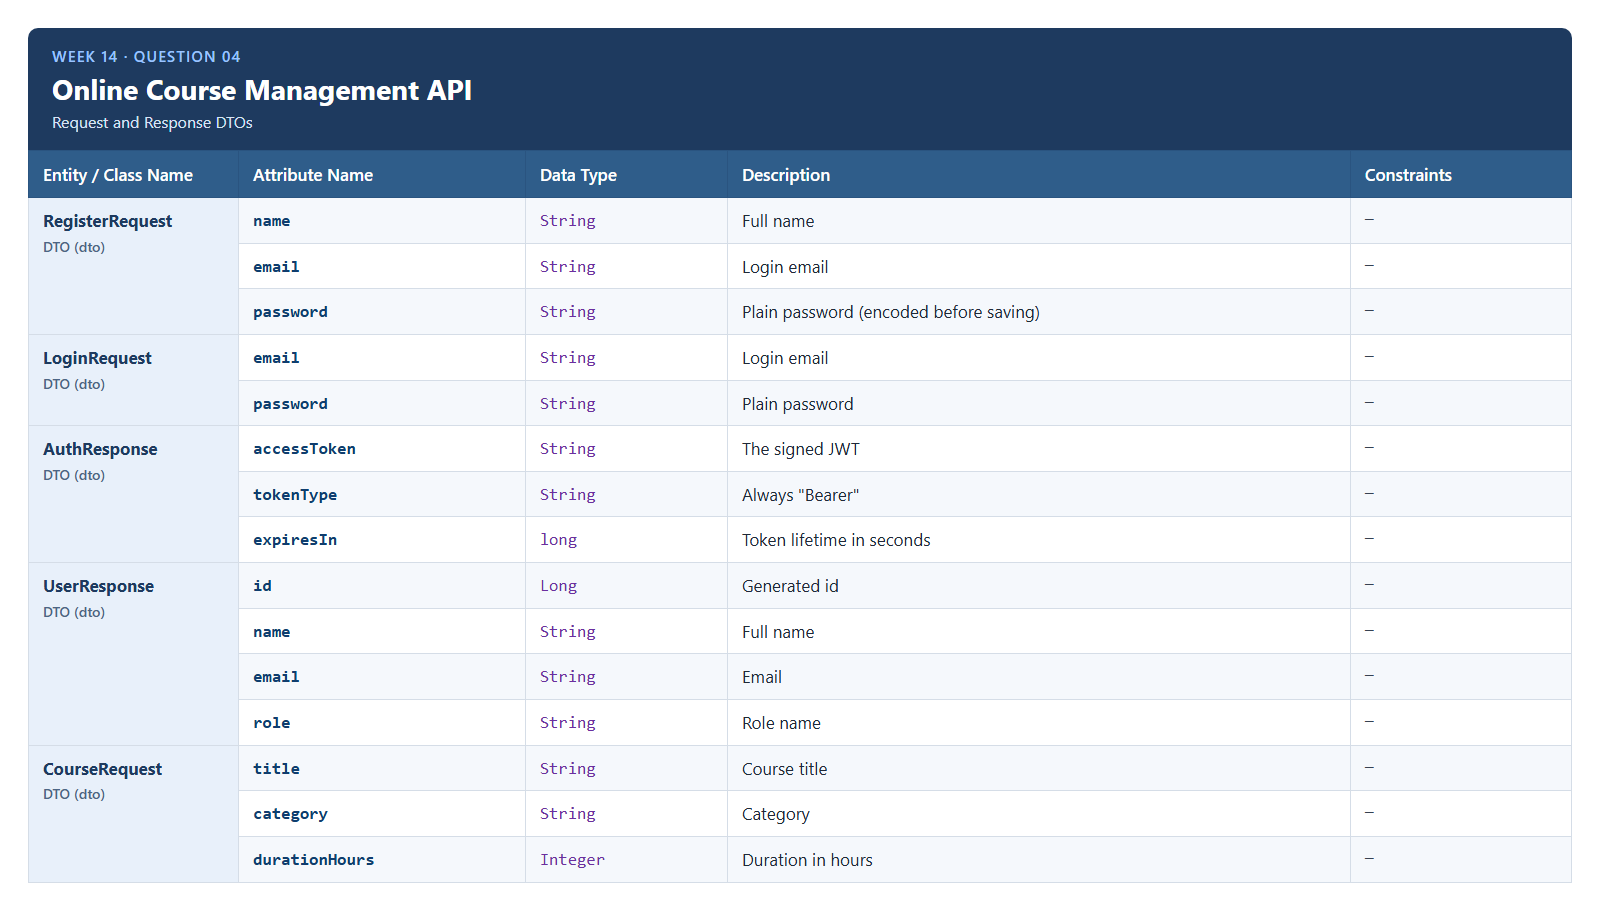 WEEK 14 · QUESTION 04
Online Course Management API
Request and Response DTOs
Entity / Class Name Attribute Name Data Type Description Constraints
RegisterRequest name String Full name –
DTO (dto)
email String Login email –
password String Plain password (encoded before saving) –
LoginRequest email String Login email –
DTO (dto)
password String Plain password –
AuthResponse accessToken String The signed JWT –
DTO (dto)
tokenType String Always "Bearer" –
expiresIn long Token lifetime in seconds –
UserResponse id Long Generated id –
DTO (dto)
name String Full name –
email String Email –
role String Role name –
CourseRequest title String Course title –
DTO (dto)
category String Category –
durationHours Integer Duration in hours –